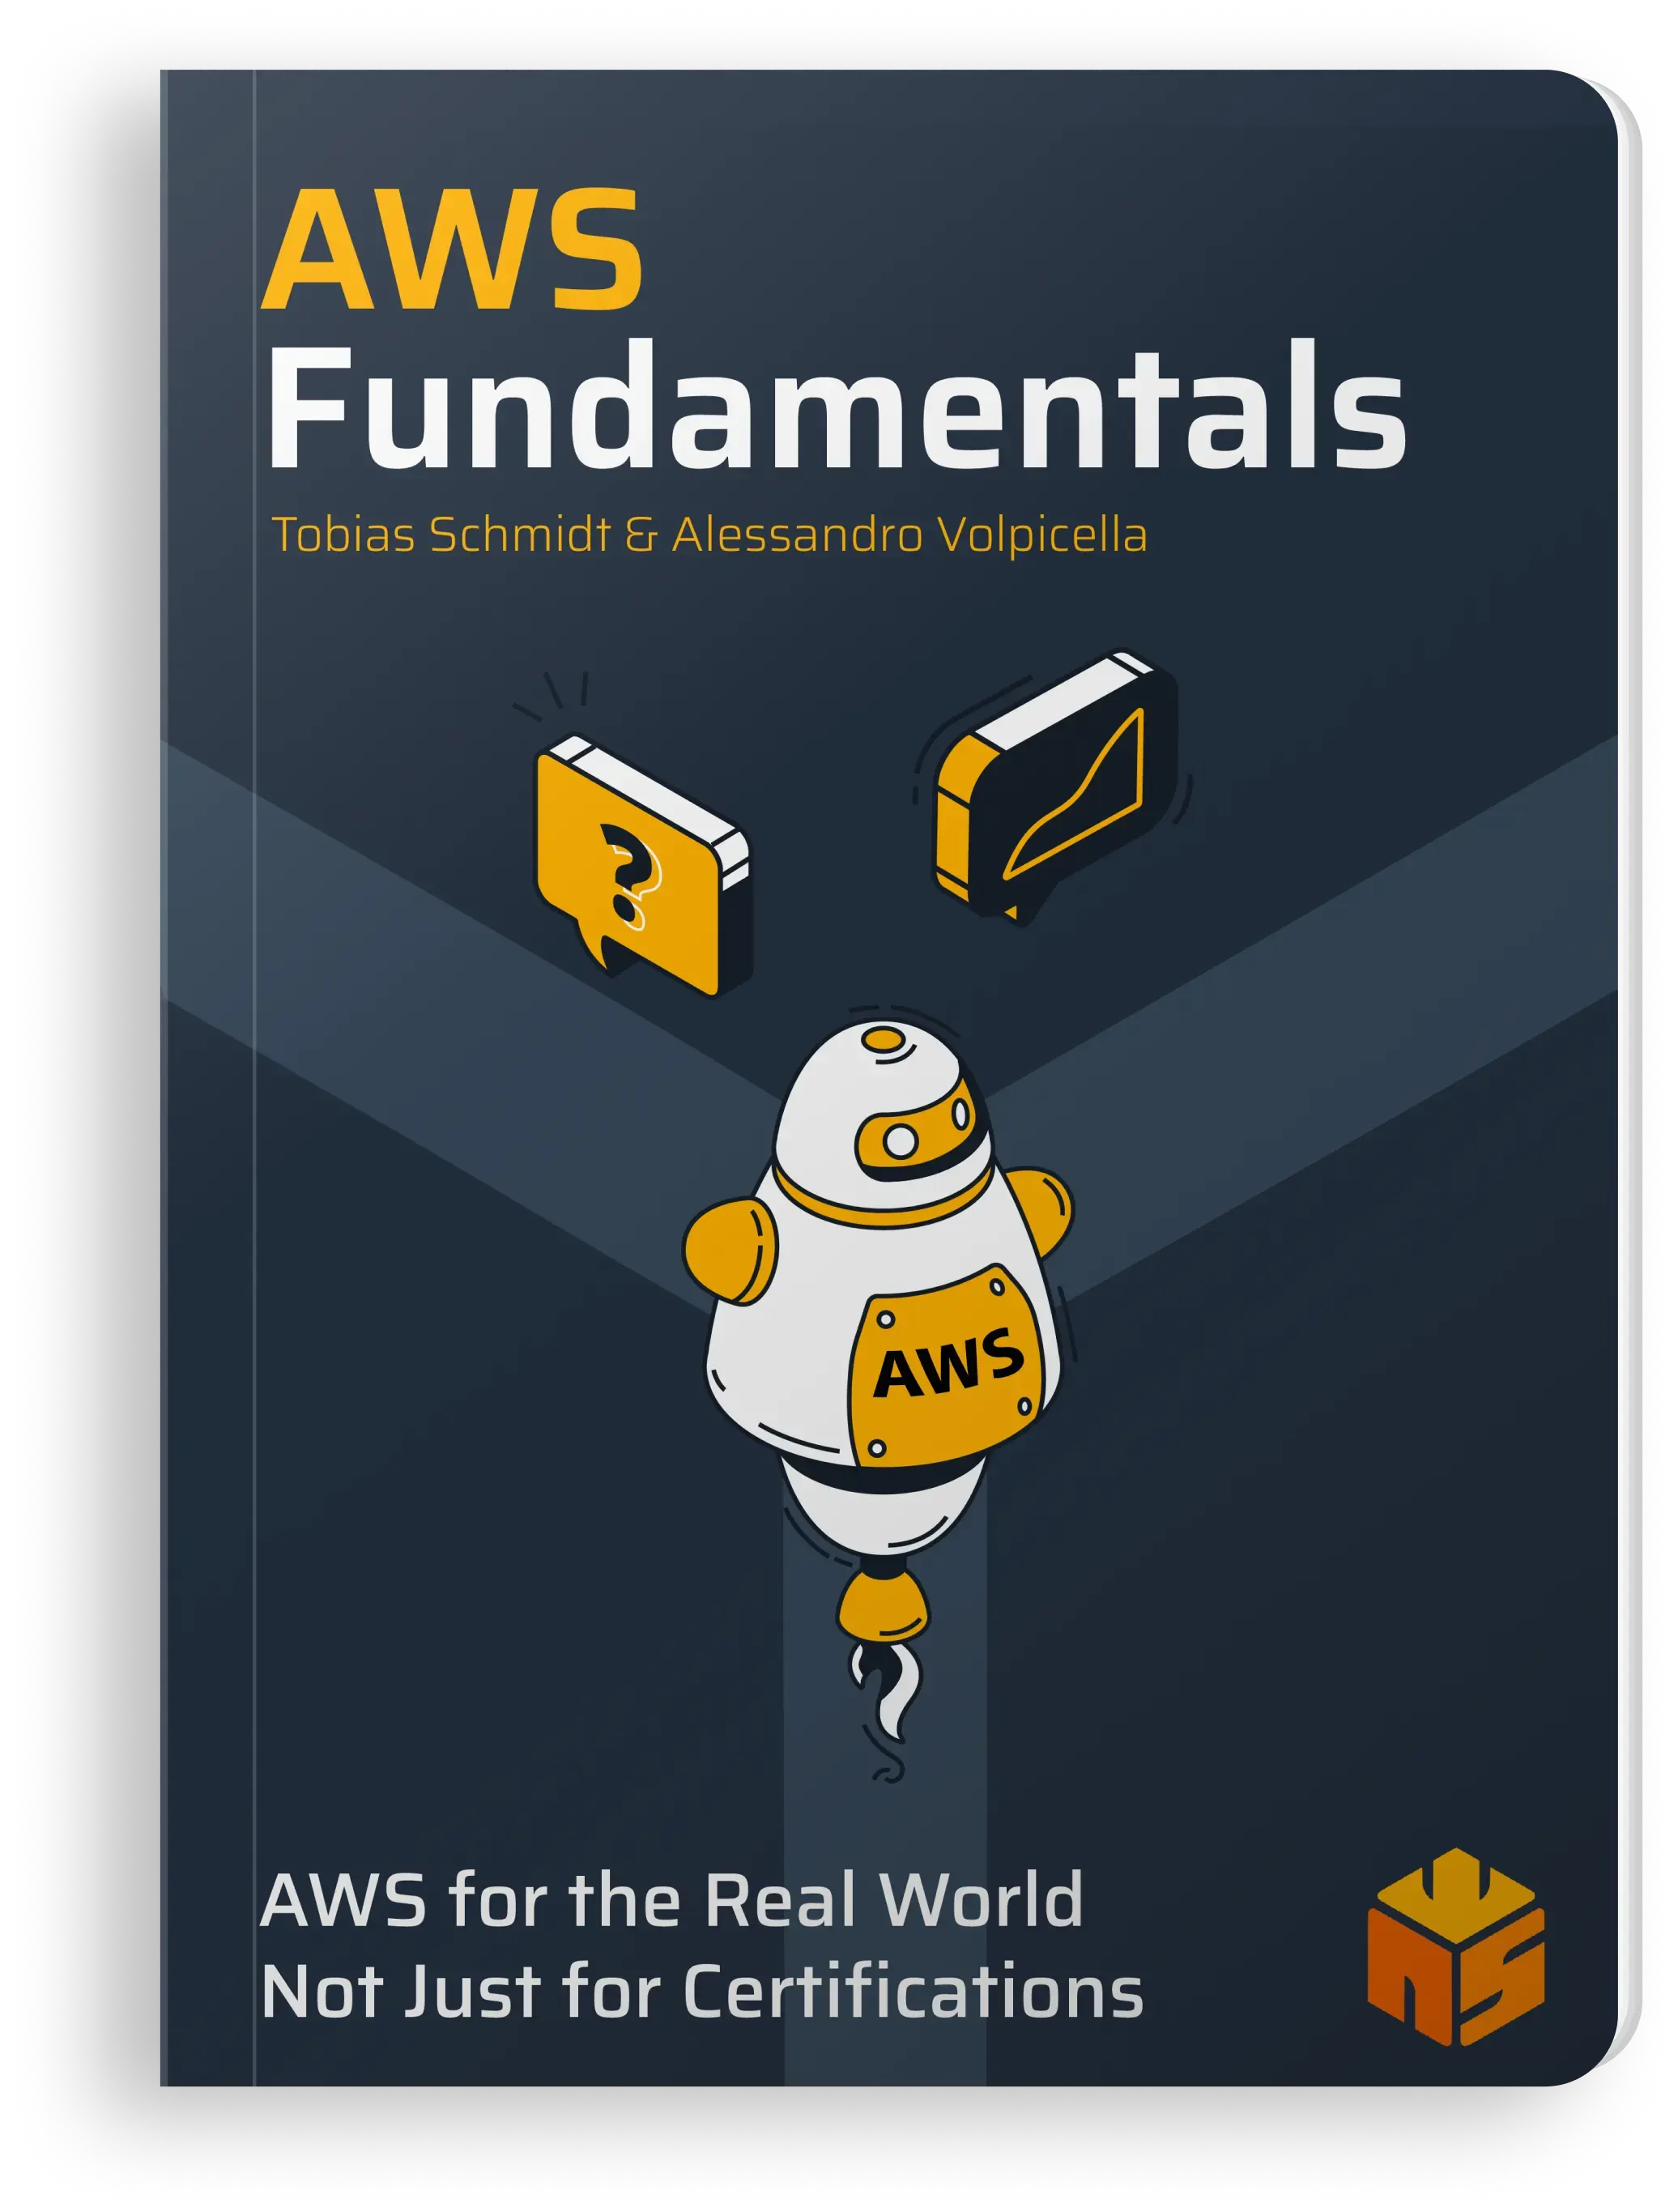 AWS
Fundamentals
Tobias Schmidt & Alessandro Volpicella
?
AWS
AWS for the Real World
Not Just for Certifications